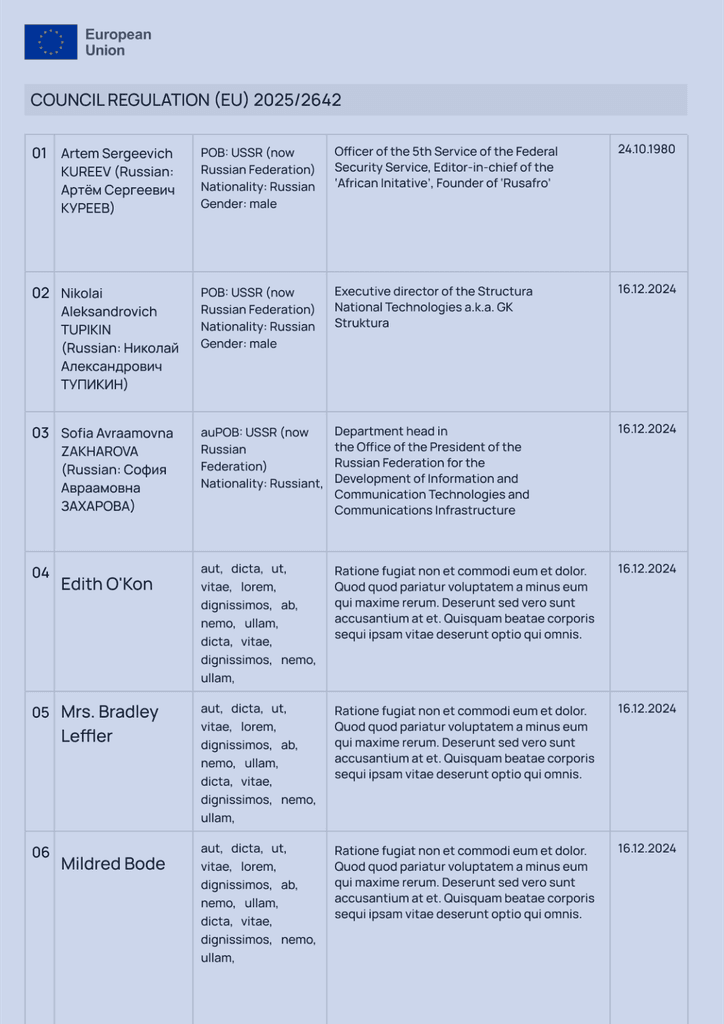 European
Union
COUNCIL REGULATION (EU) 2025/2642
01
Artem Sergeevich
KUREEV (Russian:
Артём Сергеевич
КУРЕЕВ)
POB: USSR (now
Russian Federation)
Nationality: Russian
Gender: male
Officer of the 5th Service of the Federal
Security Service, Editor-in-chief of the
'African Initative', Founder of 'Rusafro'
24.10.1980
02
Nikolai
Aleksandrovich
TUPIKIN
(Russian: Николай
Александрович
ТУПИКИН)
POB: USSR (now
Russian Federation)
Nationality: Russian
Gender: male
Executive director of the Structura
National Technologies a.k.a. GK
Struktura
16.12.2024
03
Sofia Avraamovna
ZAKHAROVA
(Russian: София
Авраамовна
ЗАХАРОВА)
auPOB: USSR (now
Russian
Federation)
Nationality: Russiant,
Department head in
the Office of the President of the
Russian Federation for the
Development of Information and
Communication Technologies and
Communications Infrastructure
16.12.2024
04
Edith O'Kon
aut, dicta, ut,
vitae, lorem,
dignissimos, ab,
nemo, ullam,
dicta, vitae,
dignissimos, nemo,
ullam,
Ratione fugiat non et commodi eum et dolor.
Quod quod pariatur voluptatem a minus eum
qui maxime rerum. Deserunt sed vero sunt
accusantium at et. Quisquam beatae corporis
sequi ipsam vitae deserunt optio qui omnis.
16.12.2024
05
Mrs. Bradley
Leffler
aut, dicta, ut,
vitae, lorem,
dignissimos, ab,
nemo, ullam,
dicta, vitae,
dignissimos, nemo,
ullam,
Ratione fugiat non et commodi eum et dolor.
Quod quod pariatur voluptatem a minus eum
qui maxime rerum. Deserunt sed vero sunt
accusantium at et. Quisquam beatae corporis
sequi ipsam vitae deserunt optio qui omnis.
16.12.2024
06
Mildred Bode
aut, dicta, ut,
vitae, lorem,
dignissimos, ab,
nemo, ullam,
dicta, vitae,
dignissimos, nemo,
ullam,
Ratione fugiat non et commodi eum et dolor.
Quod quod pariatur voluptatem a minus eum
qui maxime rerum. Deserunt sed vero sunt
accusantium at et. Quisquam beatae corporis
sequi ipsam vitae deserunt optio qui omnis.
16.12.2024